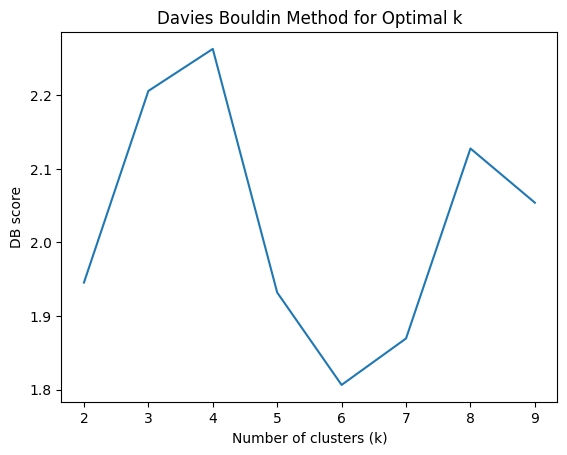 Davies Bouldin Method for Optimal k
DB score
2.2
2.1
2.0
1.9
1.8
2 3 4 5 6 7 8 9
Number of clusters (k)